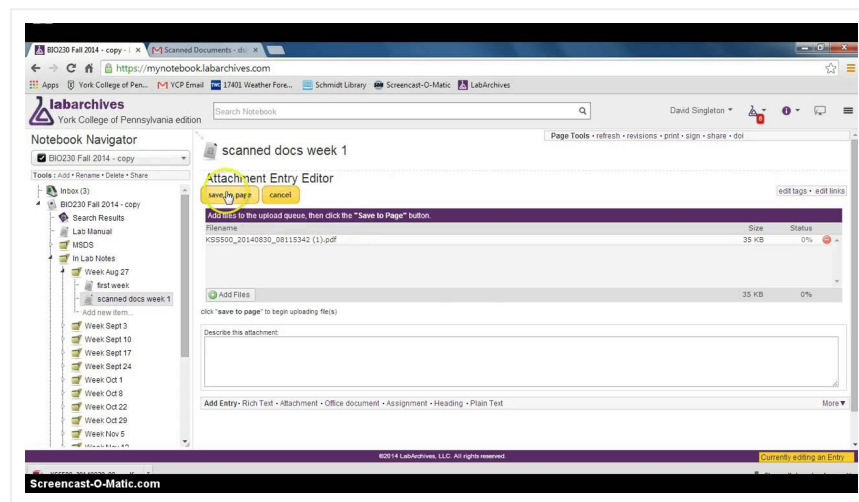 BIO230 Fall 2014 - copy - | × Scanned Documents - ds ×
https://mynotebook.labarchives.com
Apps York College of Pen... YCP Email TWC 17401 Weather Fore... Schmidt Library Screencast-O-Matic LabArchives
labarchives
York College of Pennsylvania edition
Search Notebook
David Singleton
Notebook Navigator
BIO230 Fall 2014 - copy
Tools : Add • Rename • Delete • Share
Inbox (3)
BIO230 Fall 2014 - copy
Search Results
Lab Manual
MSDS
In Lab Notes
Week Aug 27
first week
scanned docs week 1
Add new item...
Week Sept 3
Week Sept 10
Week Sept 17
Week Sept 24
Week Oct 1
Week Oct 8
Week Oct 22
Week Oct 29
Week Nov 5
Page Tools • refresh • revisions • print • sign • share • doi
scanned docs week 1
Attachment Entry Editor
save to page cancel
edit tags • edit links
Add files to the upload queue, then click the "Save to Page" button.
Filename Size Status
KSS500_20140830_08115342 (1).pdf 35 KB 0%
Add Files 35 KB 0%
click "save to page" to begin uploading file(s)
Describe this attachment:
Add Entry • Rich Text • Attachment • Office document • Assignment • Heading • Plain Text More ▼
©2014 LabArchives, LLC. All rights reserved.
Currently editing an Entry
Screencast-O-Matic.com